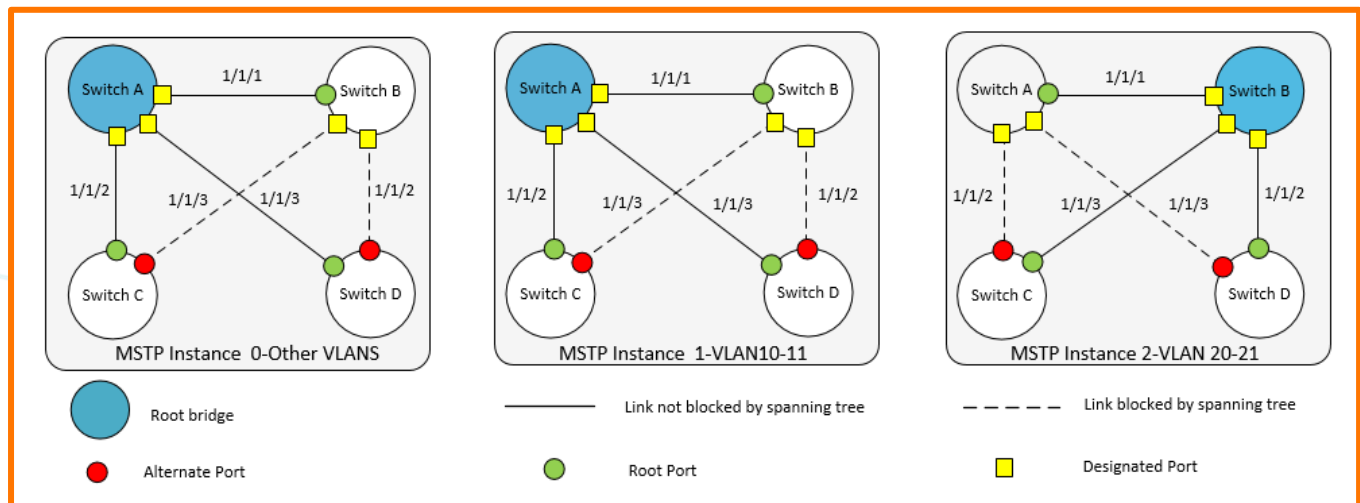 Switch A
1/1/1
Switch B
1/1/2
1/1/3
1/1/3
1/1/2
Switch C
Switch D
MSTP Instance 0-Other VLANS
Switch A
1/1/1
Switch B
1/1/2
1/1/3
1/1/3
1/1/2
Switch C
Switch D
MSTP Instance 1-VLAN10-11
Switch A
1/1/1
Switch B
1/1/2
1/1/3
1/1/3
1/1/2
Switch C
Switch D
MSTP Instance 2-VLAN 20-21
Root bridge
Link not blocked by spanning tree
Link blocked by spanning tree
Alternate Port
Root Port
Designated Port